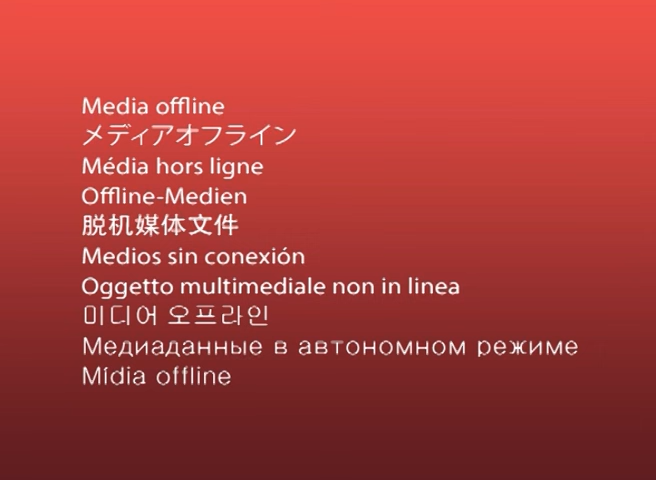 Media offline
メディアオフライン
Média hors ligne
Offline-Medien
脱机媒体文件
Medios sin conexión
Oggetto multimediale non in linea
미디어 오프라인
Медиаданные в автономном режиме
Mídia offline